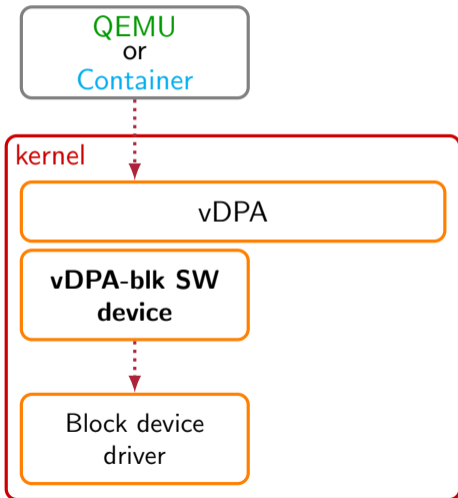 QEMU
or
Container
kernel
vDPA
vDPA-blk SW
device
Block device
driver